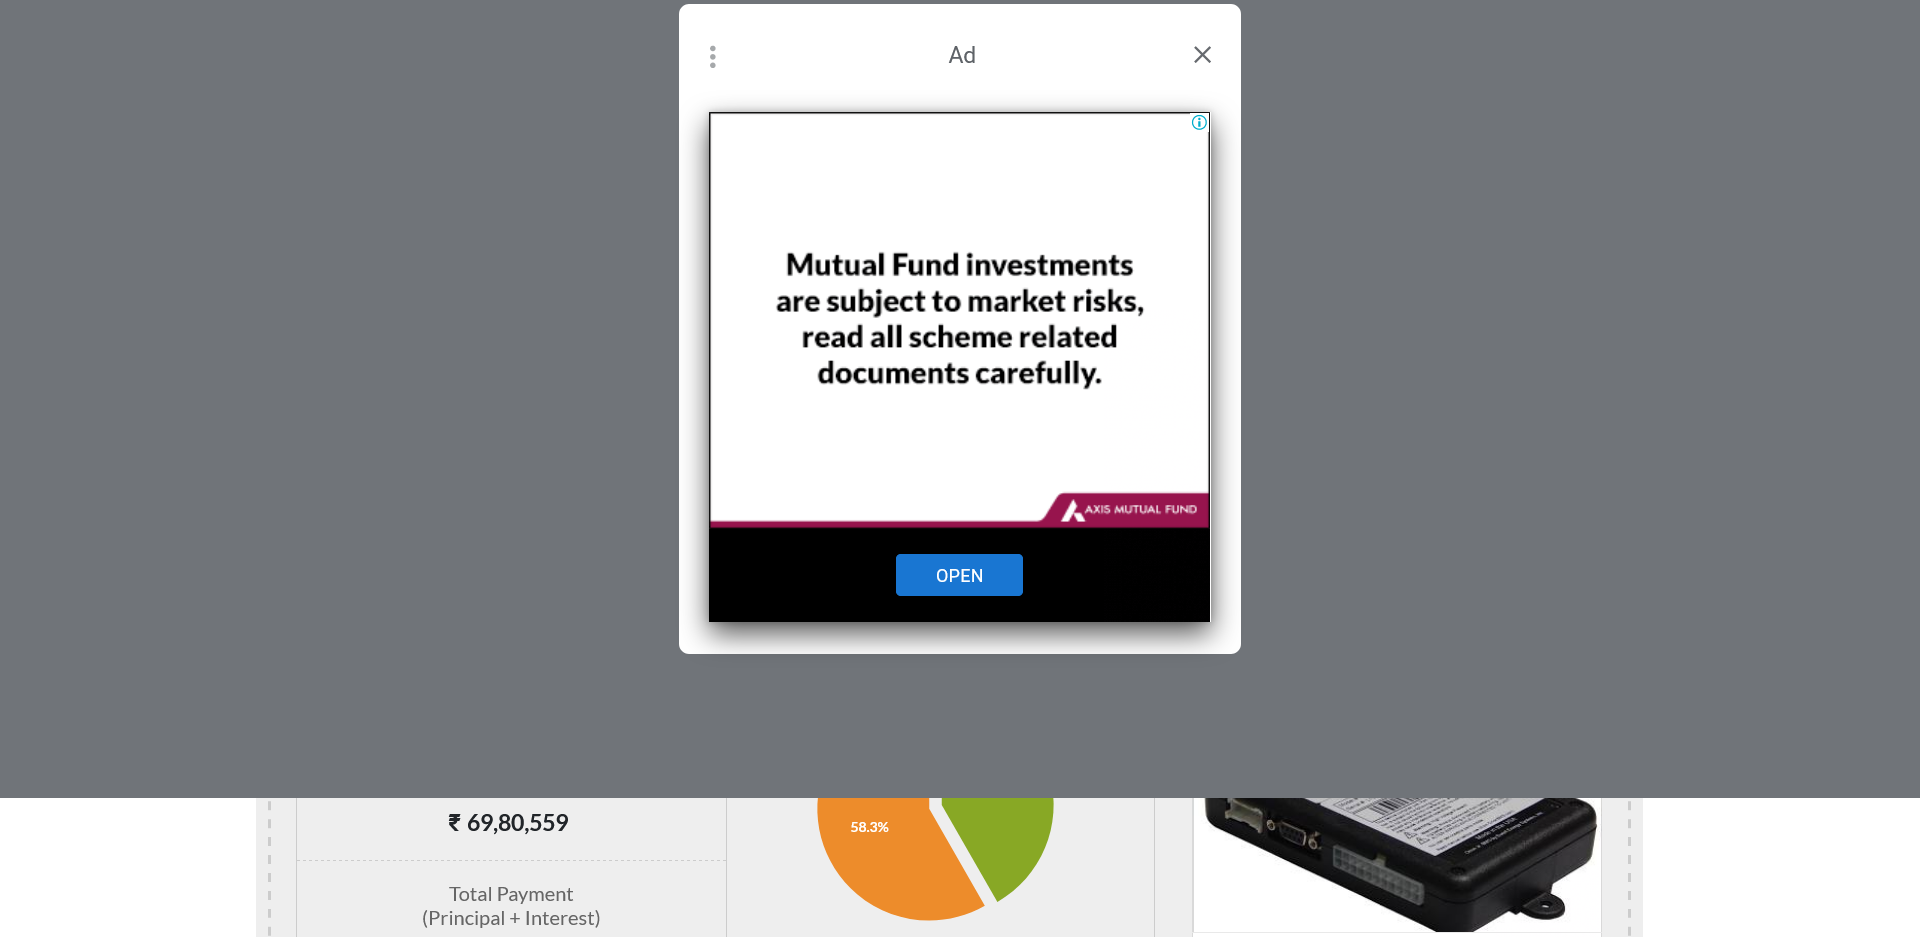 Ad
Mutual Fund investments
are subject to market risks,
read all scheme related
documents carefully.
AXIS MUTUAL FUND
OPEN
₹ 69,80,559
58.3%
Total Payment
(Principal + Interest)